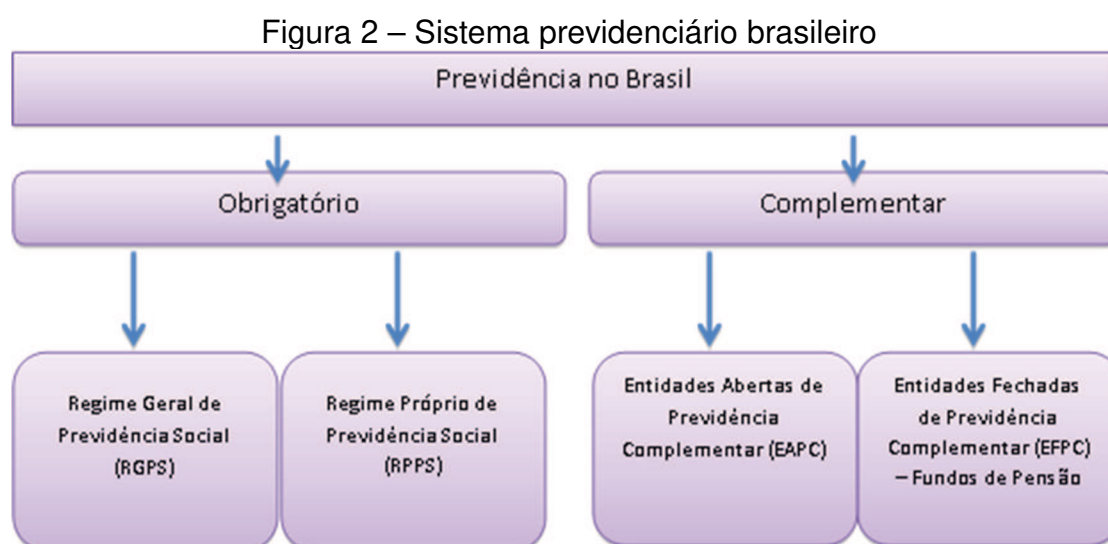 Figura 2 – Sistema previdenciário brasileiro
Previdência no Brasil
Obrigatório
Complementar
Regime Geral de
Previdência Social
(RGPS)
Regime Próprio de
Previdência Social
(RPPS)
Entidades Abertas de
Previdência
Complementar (EAPC)
Entidades Fechadas
de Previdência
Complementar (EFPC)
– Fundos de Pensão